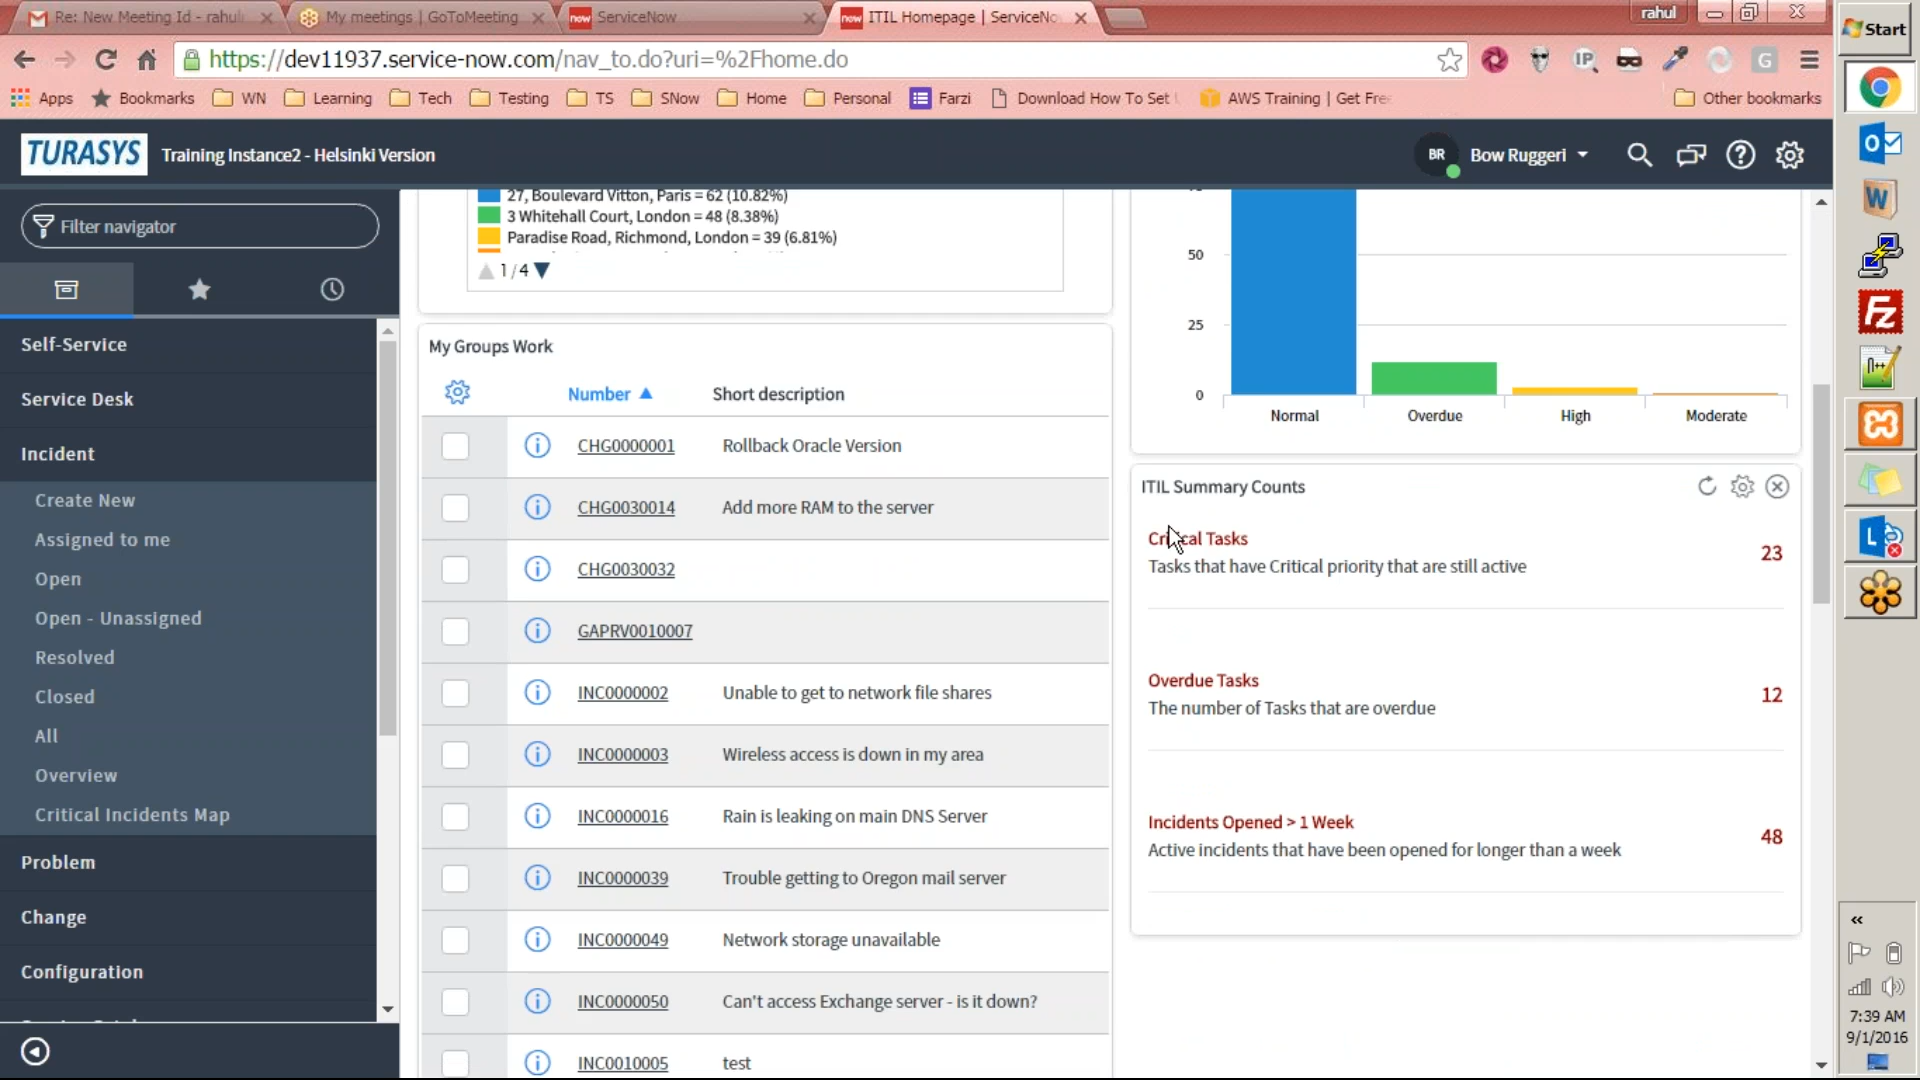 Re: New Meeting Id - rahul
My meetings | GoToMeeting
now ServiceNow
now ITIL Homepage | ServiceNo
rahul
Start
https://dev11937.service-now.com/nav_to.do?uri=%2Fhome.do
Apps
Bookmarks
WN
Learning
Tech
Testing
TS
SNow
Home
Personal
Farzi
Download How To Set
AWS Training | Get Free
Other bookmarks
TURASYS
Training Instance2 - Helsinki Version
BR
Bow Ruggeri
Filter navigator
Self-Service
Service Desk
Incident
Create New
Assigned to me
Open
Open - Unassigned
Resolved
Closed
All
Overview
Critical Incidents Map
Problem
Change
Configuration
27, Boulevard Vitton, Paris = 62 (10.82%)
3 Whitehall Court, London = 48 (8.38%)
Paradise Road, Richmond, London = 39 (6.81%)
1/4
My Groups Work
Number ▲ Short description
CHG0000001 Rollback Oracle Version
CHG0030014 Add more RAM to the server
CHG0030032
GAPRV0010007
INC0000002 Unable to get to network file shares
INC0000003 Wireless access is down in my area
INC0000016 Rain is leaking on main DNS Server
INC0000039 Trouble getting to Oregon mail server
INC0000049 Network storage unavailable
INC0000050 Can't access Exchange server - is it down?
INC0010005 test
50
25
0
Normal Overdue High Moderate
ITIL Summary Counts
Critical Tasks
Tasks that have Critical priority that are still active
23
Overdue Tasks
The number of Tasks that are overdue
12
Incidents Opened > 1 Week
Active incidents that have been opened for longer than a week
48
7:39 AM
9/1/2016